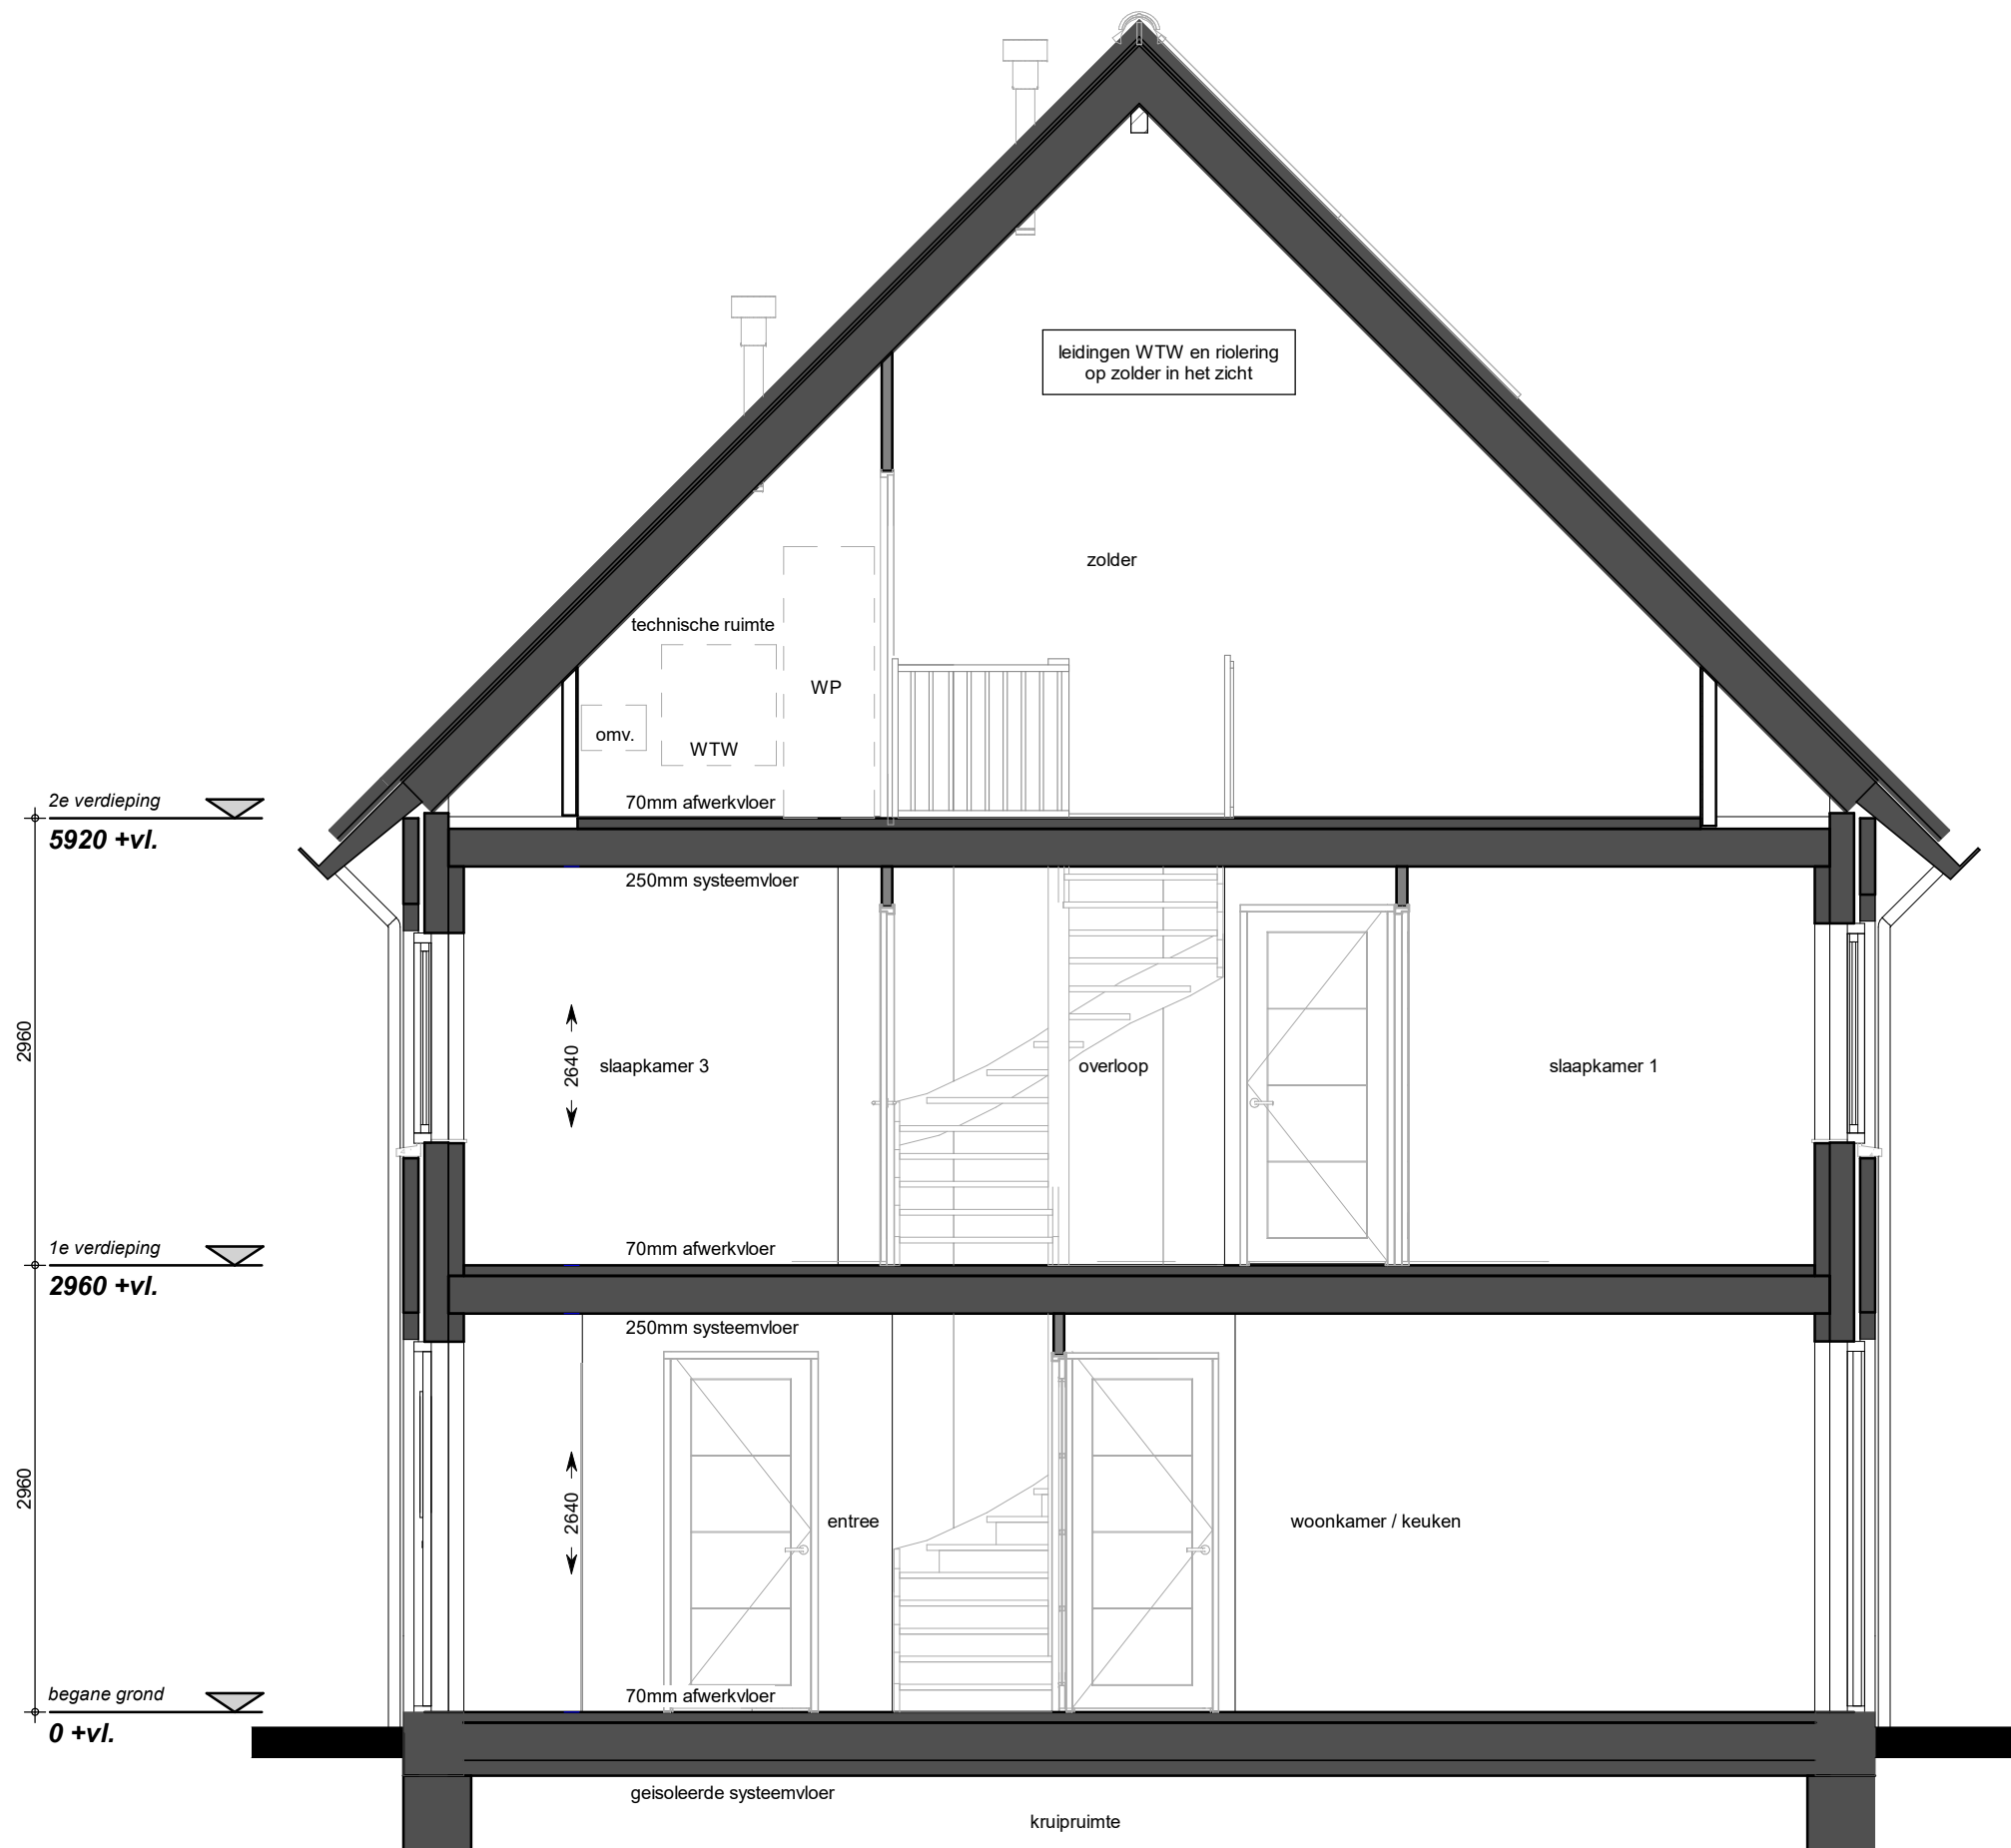 leidingen WTW en riolering
op zolder in het zicht
zolder
technische ruimte
WP
omv.
WTW
70mm afwerkvloer
2e verdieping
5920 +vl.
250mm systeemvloer
2960
2640
slaapkamer 3
overloop
slaapkamer 1
70mm afwerkvloer
1e verdieping
2960 +vl.
250mm systeemvloer
2960
2640
entree
woonkamer / keuken
70mm afwerkvloer
begane grond
0 +vl.
geisoleerde systeemvloer
kruipruimte